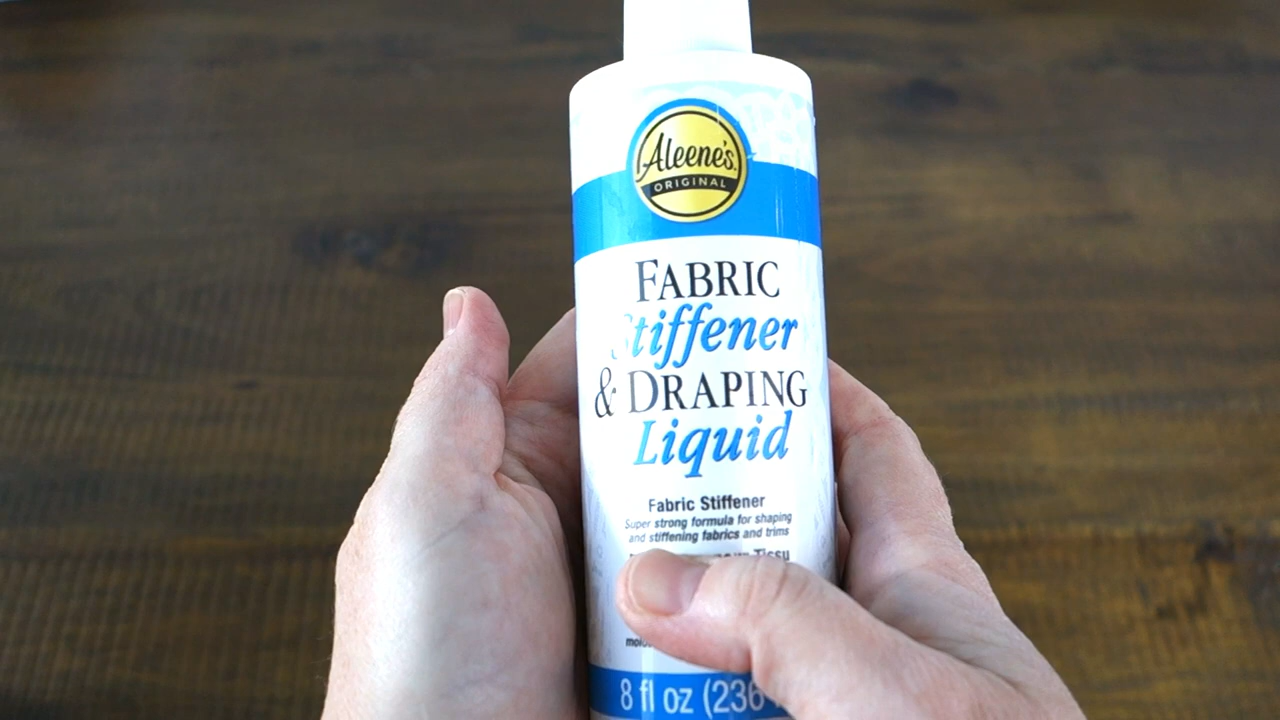 Aleene's
ORIGINAL
FABRIC
Stiffener
& DRAPING
Liquid
Fabric Stiffener
Super strong formula for shaping
and stiffening fabrics and trims
8 fl oz (236